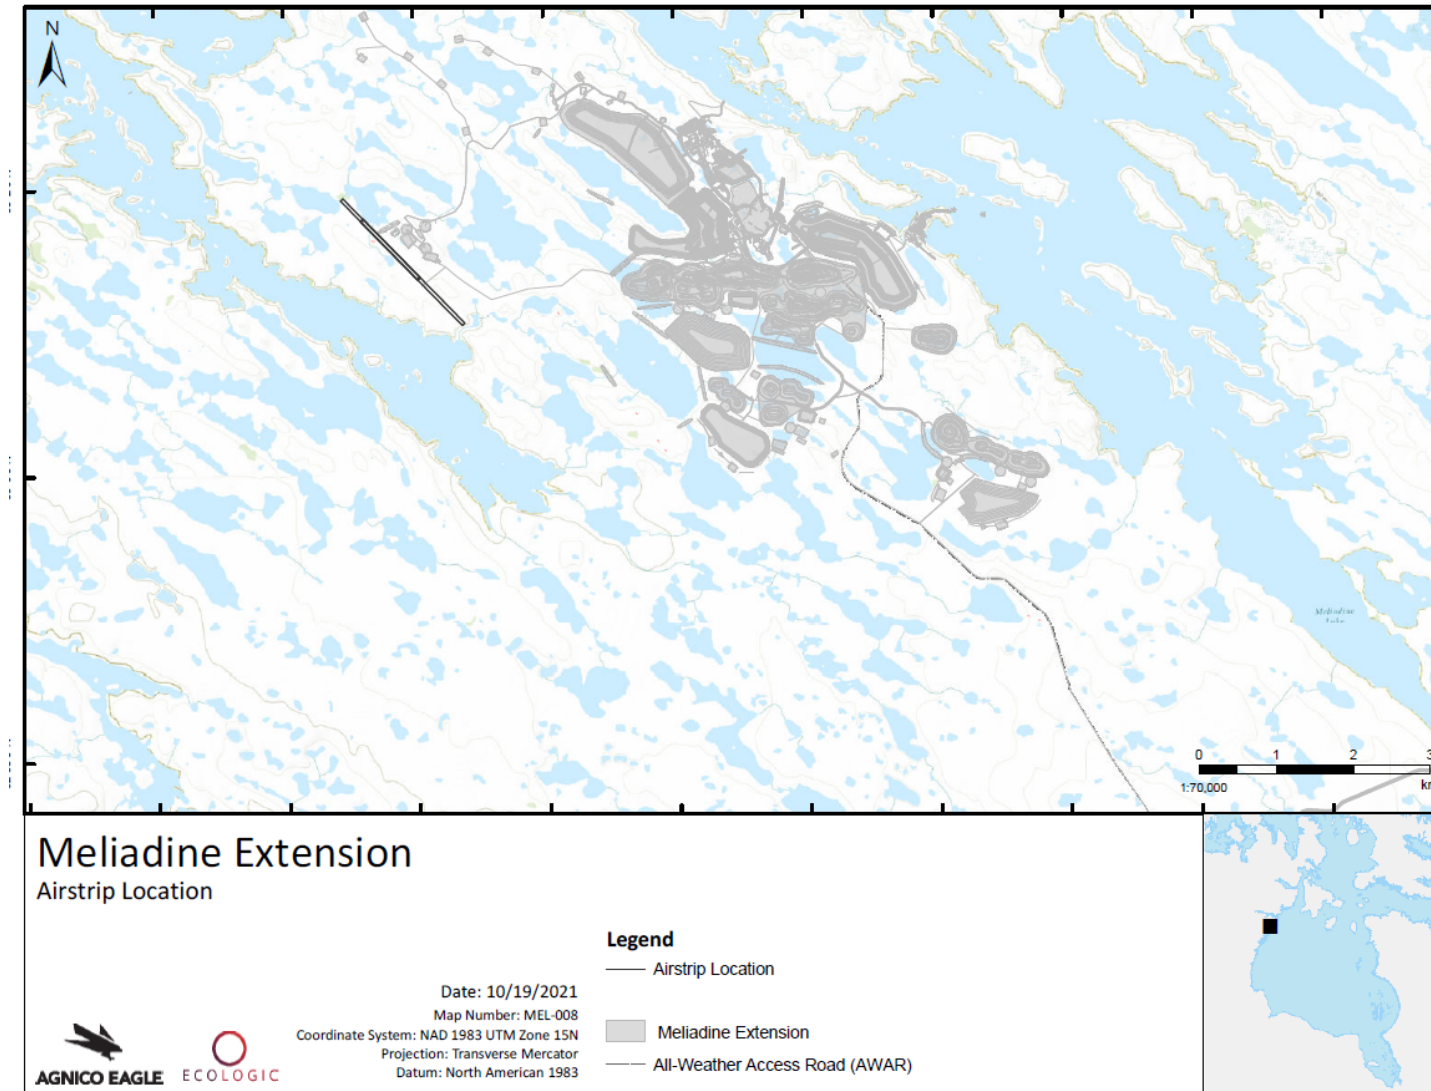 N
Meliadine
Lake
0 1 2 3
1:70,000 km
Meliadine Extension
Airstrip Location
Legend
Airstrip Location
Date: 10/19/2021
Map Number: MEL-008
Meliadine Extension
Coordinate System: NAD 1983 UTM Zone 15N
Projection: Transverse Mercator
All-Weather Access Road (AWAR)
Datum: North American 1983
AGNICO EAGLE
ECOLOGIC